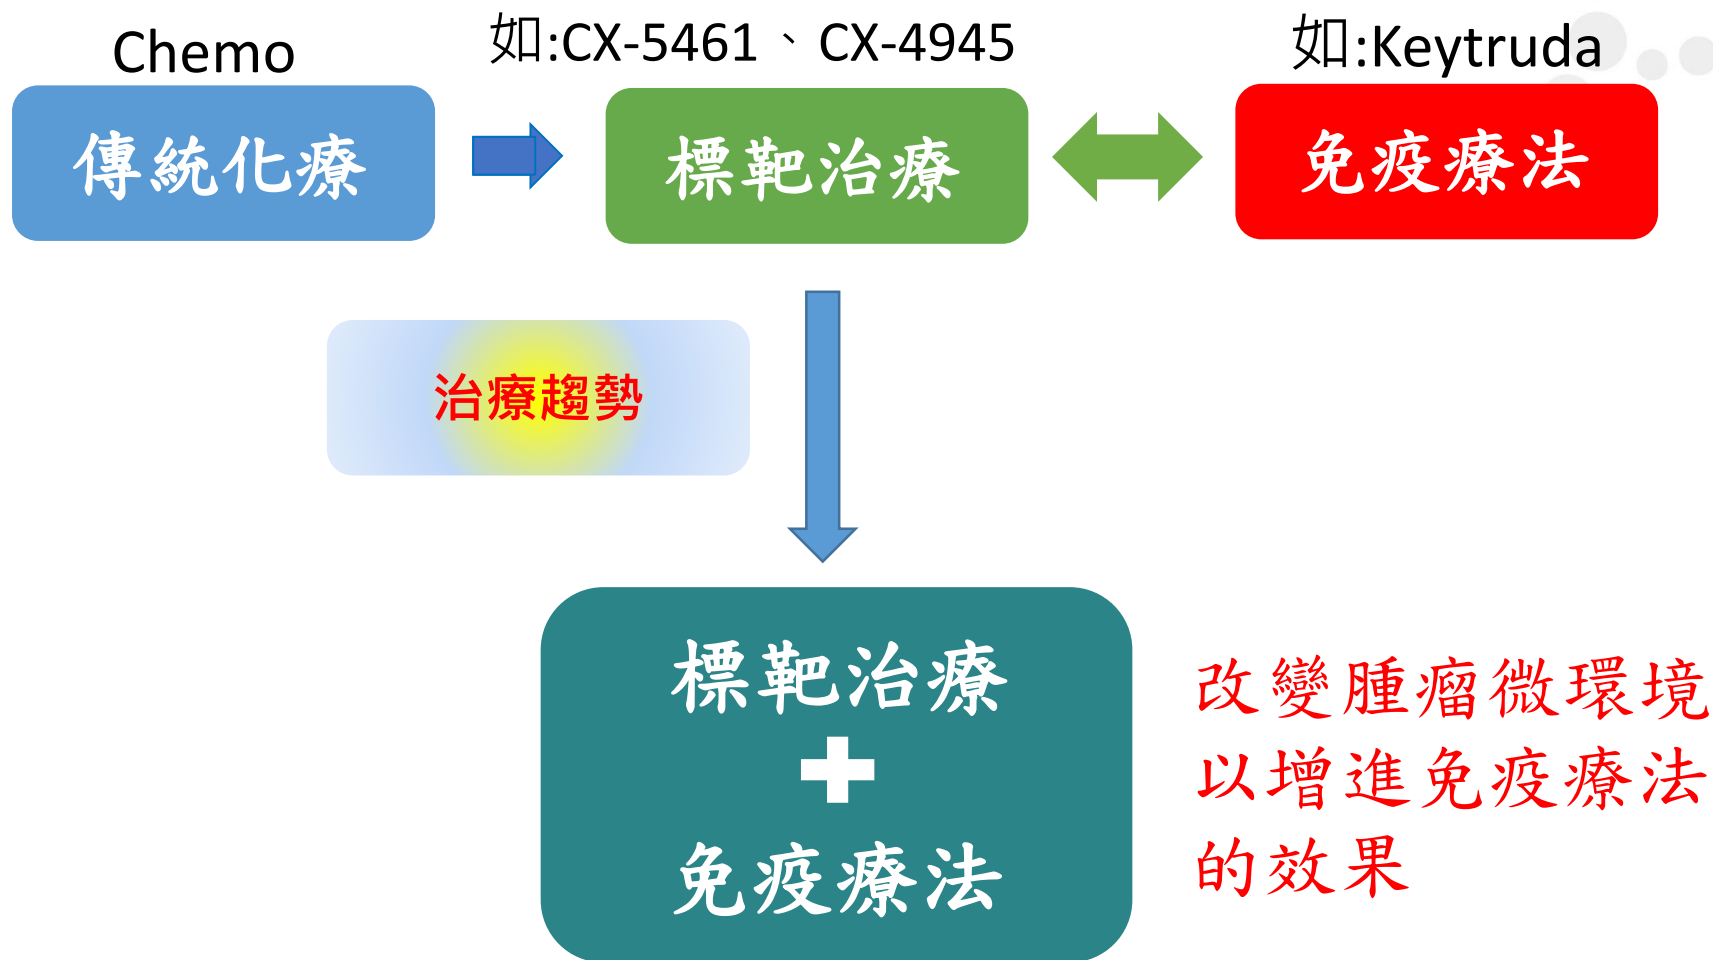 Chemo
如:CX-5461、CX-4945
如:Keytruda
傳統化療
標靶治療
免疫療法
治療趨勢
標靶治療
+
免疫療法
改變腫瘤微環境
以增進免疫療法
的效果